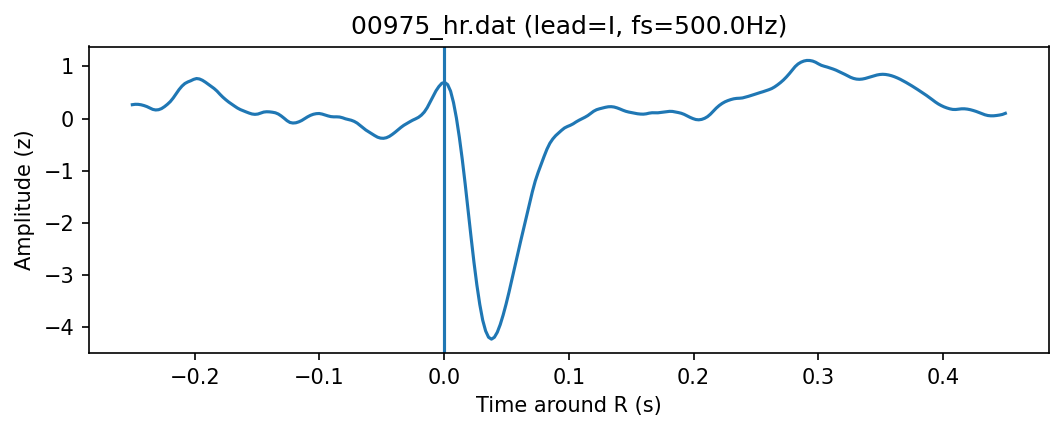 00975_hr.dat (lead=I, fs=500.0Hz)
Amplitude (z)
1
0
−1
−2
−3
−4
−0.2 −0.1 0.0 0.1 0.2 0.3 0.4
Time around R (s)